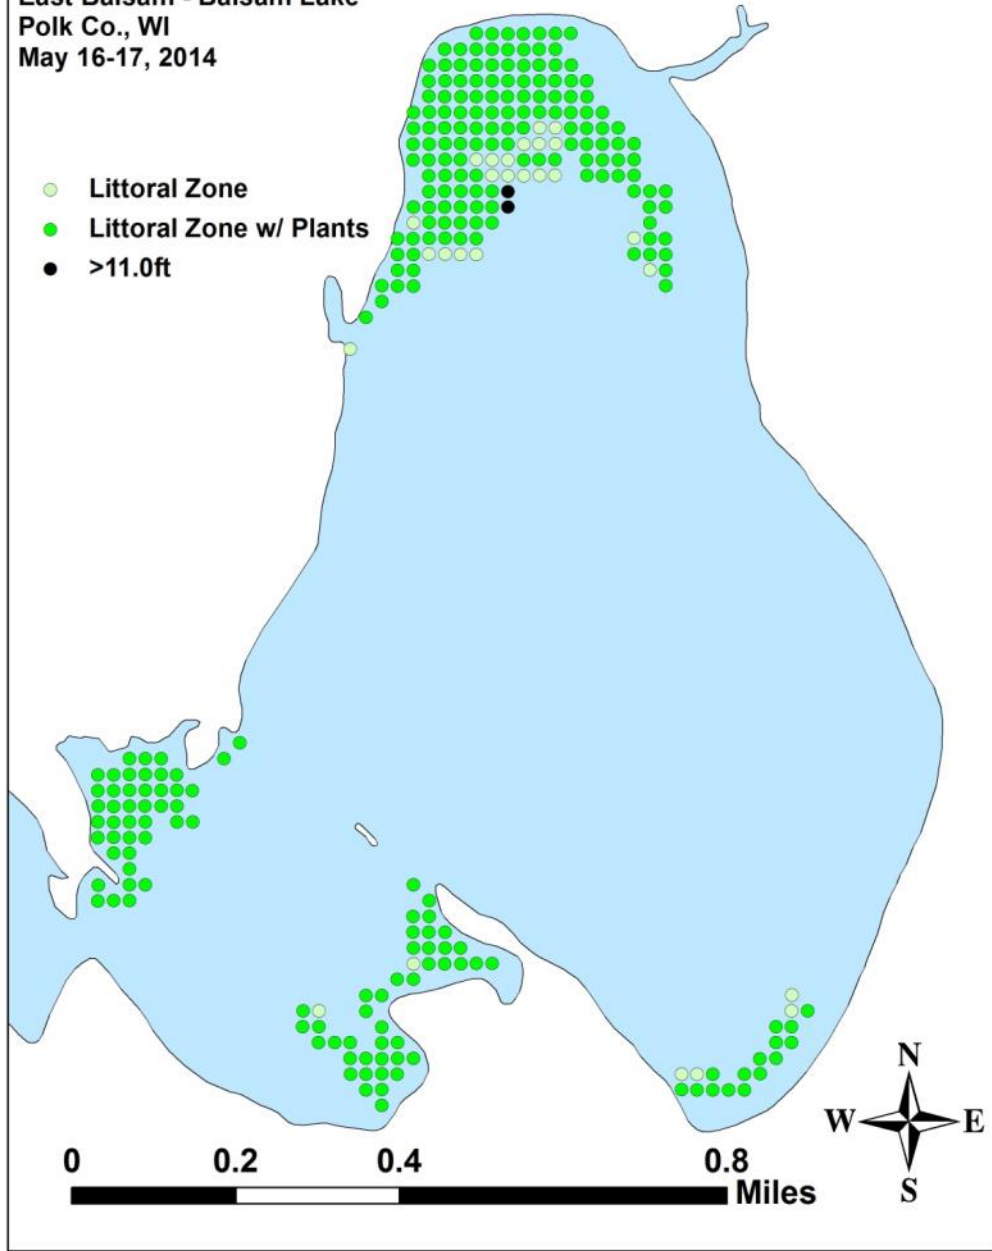 East Balsam - Balsam Lake
Polk Co., WI
May 16-17, 2014
Littoral Zone
Littoral Zone w/ Plants
>11.0ft
N
W E
S
0 0.2 0.4 0.8
Miles